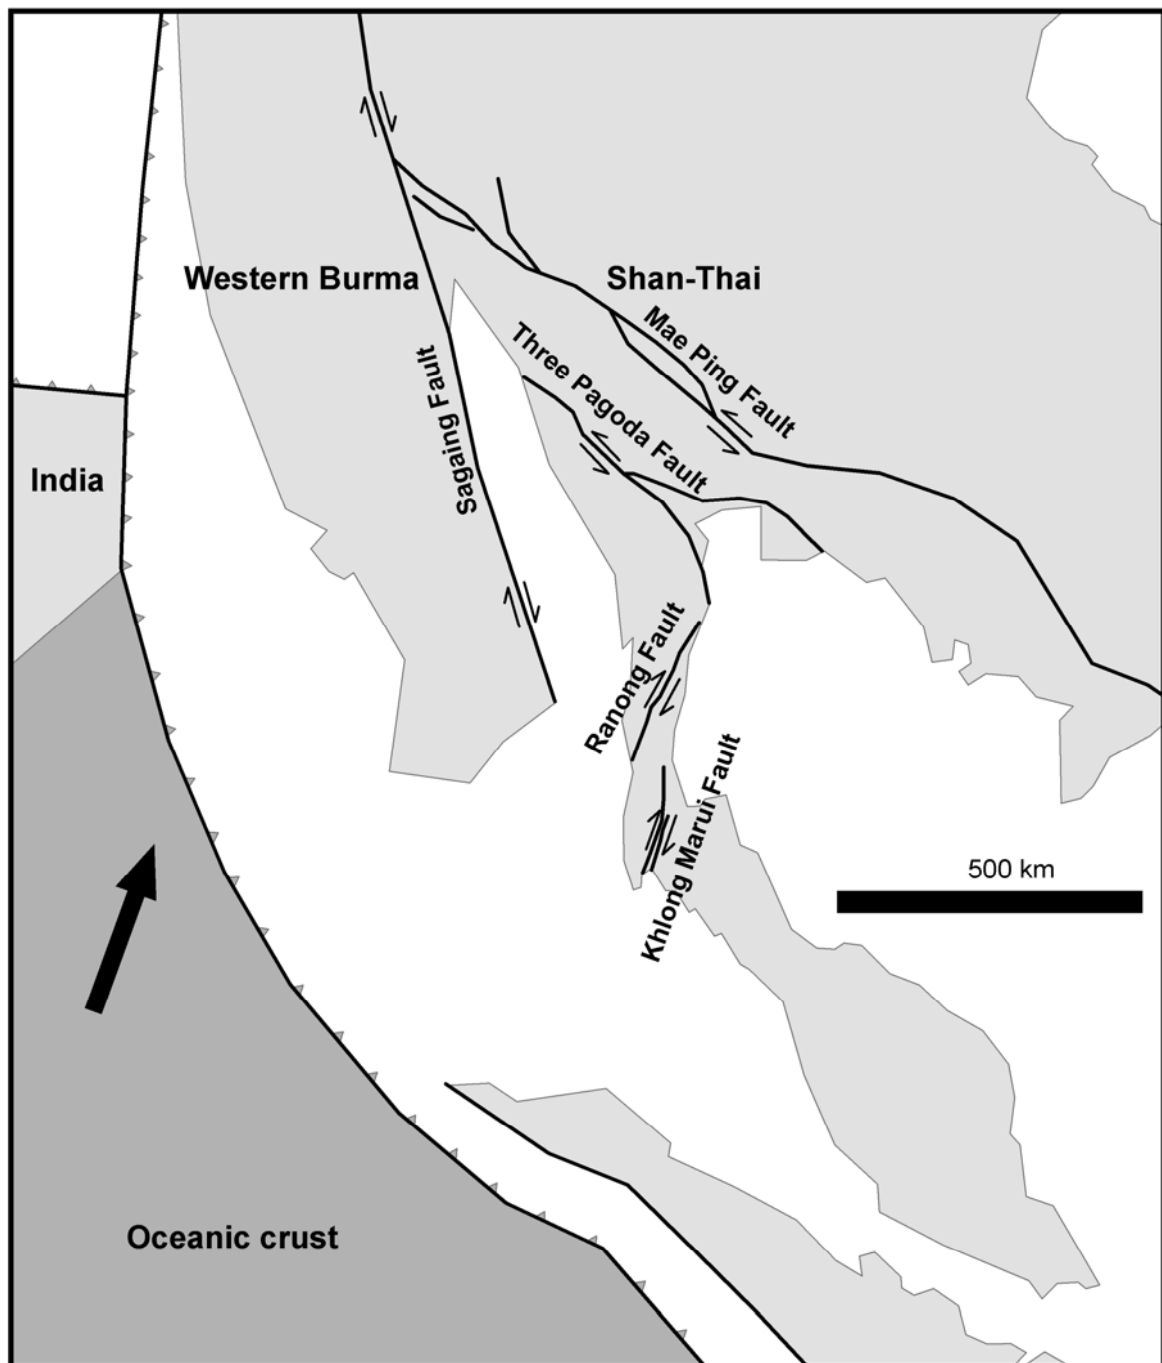 Western Burma
Shan-Thai
Mae Ping Fault
Three Pagoda Fault
Sagaing Fault
India
Ranong Fault
Khlong Marui Fault
500 km
Oceanic crust